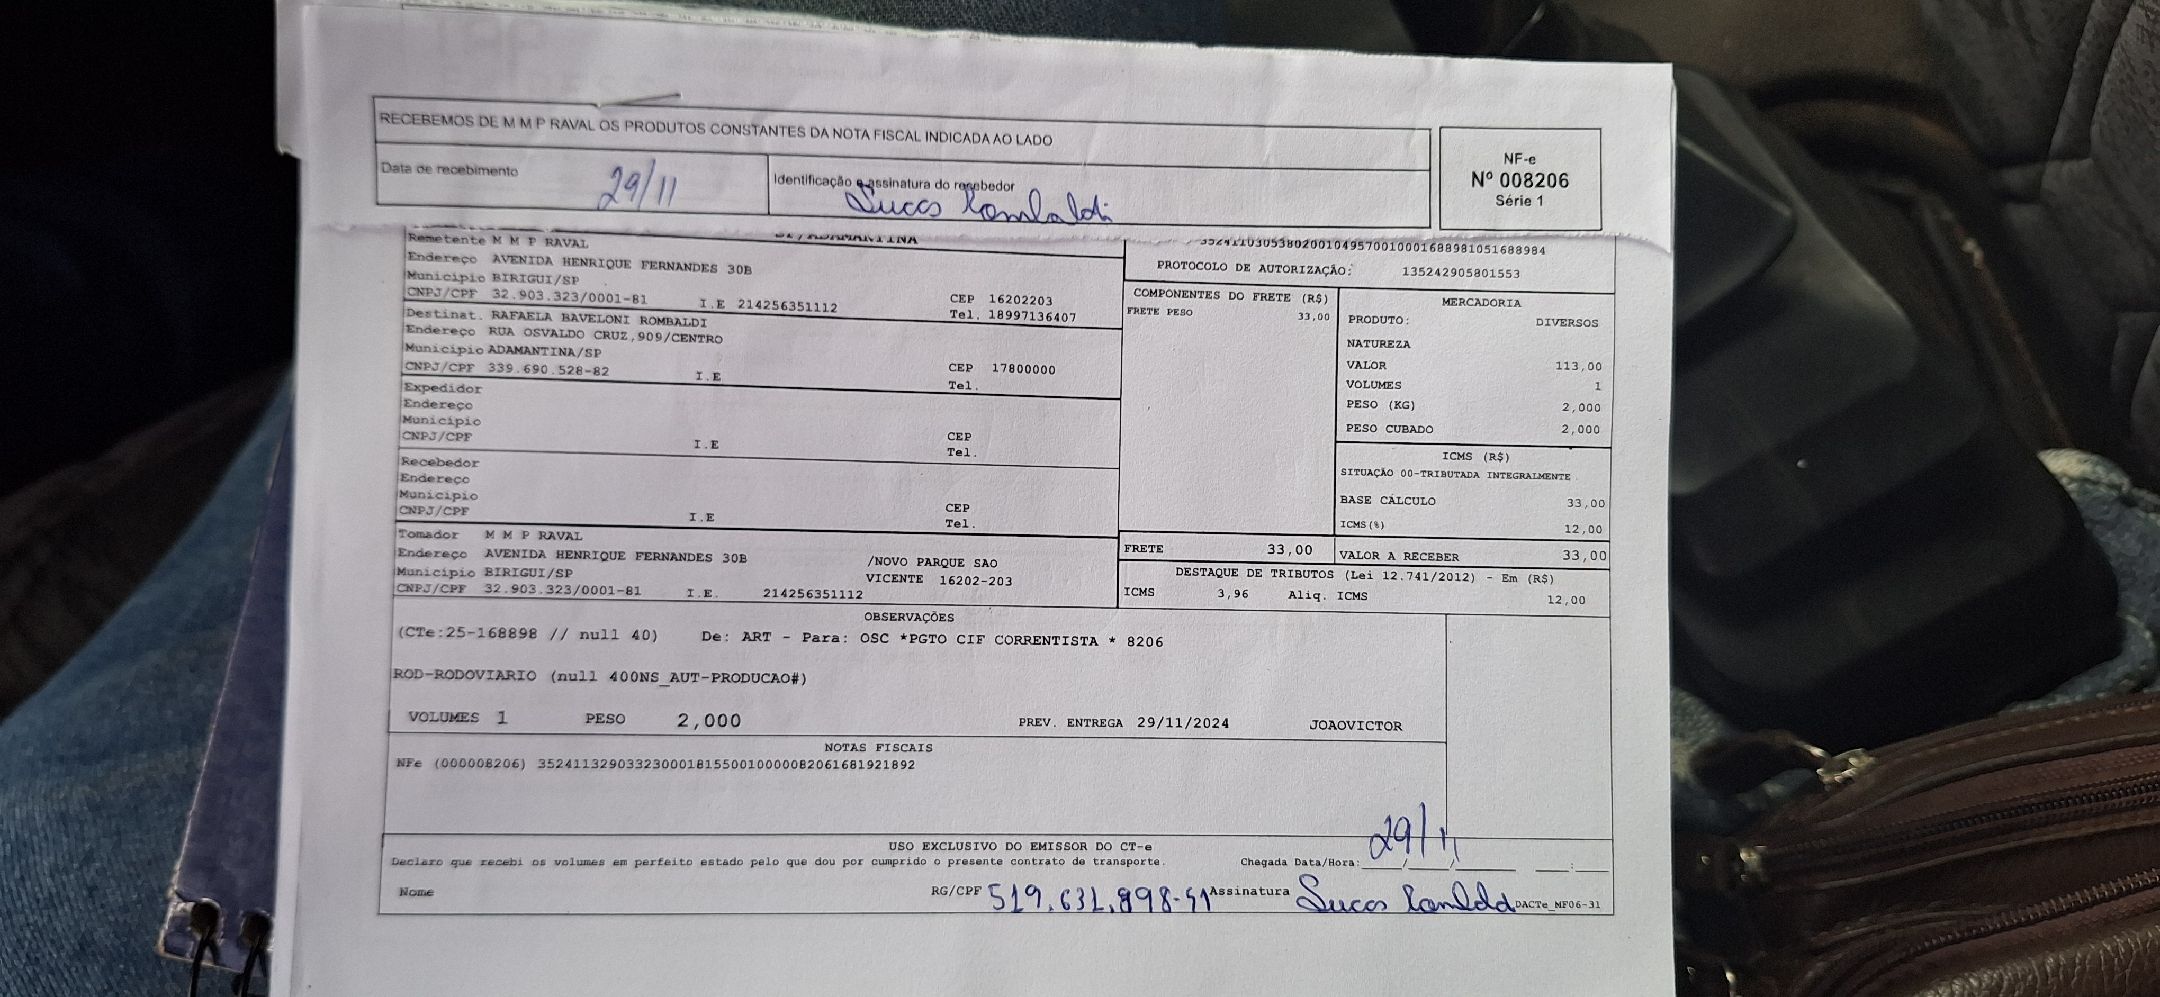 RECEBEMOS DE M M P RAVAL OS PRODUTOS CONSTANTES DA NOTA FISCAL INDICADA AO LADO
Data de recebimento 29/11
Identificação e assinatura do recebedor
Lucas Rombaldi
NF-e
Nº 008206
Série 1
SP/ADAMANTINA
35241103053802001049570010001688981051688984
PROTOCOLO DE AUTORIZAÇÃO: 135242905801553
Remetente M M P RAVAL
Endereço AVENIDA HENRIQUE FERNANDES 30B
Municipio BIRIGUI/SP
CNPJ/CPF 32.903.323/0001-81 I.E 214256351112
CEP 16202203
Tel. 18997136407
Destinat. RAFAELA BAVELONI ROMBALDI
Endereço RUA OSVALDO CRUZ,909/CENTRO
Municipio ADAMANTINA/SP
CNPJ/CPF 339.690.528-82 I.E
CEP 17800000
Tel.
Expedidor
Endereço
Municipio
CNPJ/CPF I.E
CEP
Tel.
Recebedor
Endereço
Municipio
CNPJ/CPF I.E
CEP
Tel.
Tomador M M P RAVAL
Endereço AVENIDA HENRIQUE FERNANDES 30B /NOVO PARQUE SAO
Municipio BIRIGUI/SP VICENTE 16202-203
CNPJ/CPF 32.903.323/0001-81 I.E. 214256351112
COMPONENTES DO FRETE (R$)
FRETE PESO 33,00
MERCADORIA
PRODUTO: DIVERSOS
NATUREZA
VALOR 113,00
VOLUMES 1
PESO (KG) 2,000
PESO CUBADO 2,000
ICMS (R$)
SITUAÇÃO 00-TRIBUTADA INTEGRALMENTE
BASE CÁLCULO 33,00
ICMS(%) 12,00
FRETE 33,00
VALOR A RECEBER 33,00
DESTAQUE DE TRIBUTOS (Lei 12.741/2012) - Em (R$)
ICMS 3,96 Aliq. ICMS 12,00
OBSERVAÇÕES
(CTe:25-168898 // null 40) De: ART - Para: OSC *PGTO CIF CORRENTISTA * 8206
ROD-RODOVIARIO (null 400NS_AUT-PRODUCAO#)
VOLUMES 1 PESO 2,000 PREV. ENTREGA 29/11/2024 JOAOVICTOR
NOTAS FISCAIS
NFe (000008206) 35241132903323000181550010000082061681921892
USO EXCLUSIVO DO EMISSOR DO CT-e
Declaro que recebi os volumes em perfeito estado pelo que dou por cumprido o presente contrato de transporte. Chegada Data/Hora: 29/11
Nome RG/CPF 519.631.898-51 Assinatura Lucas Rombaldi DACTe_MF06-31